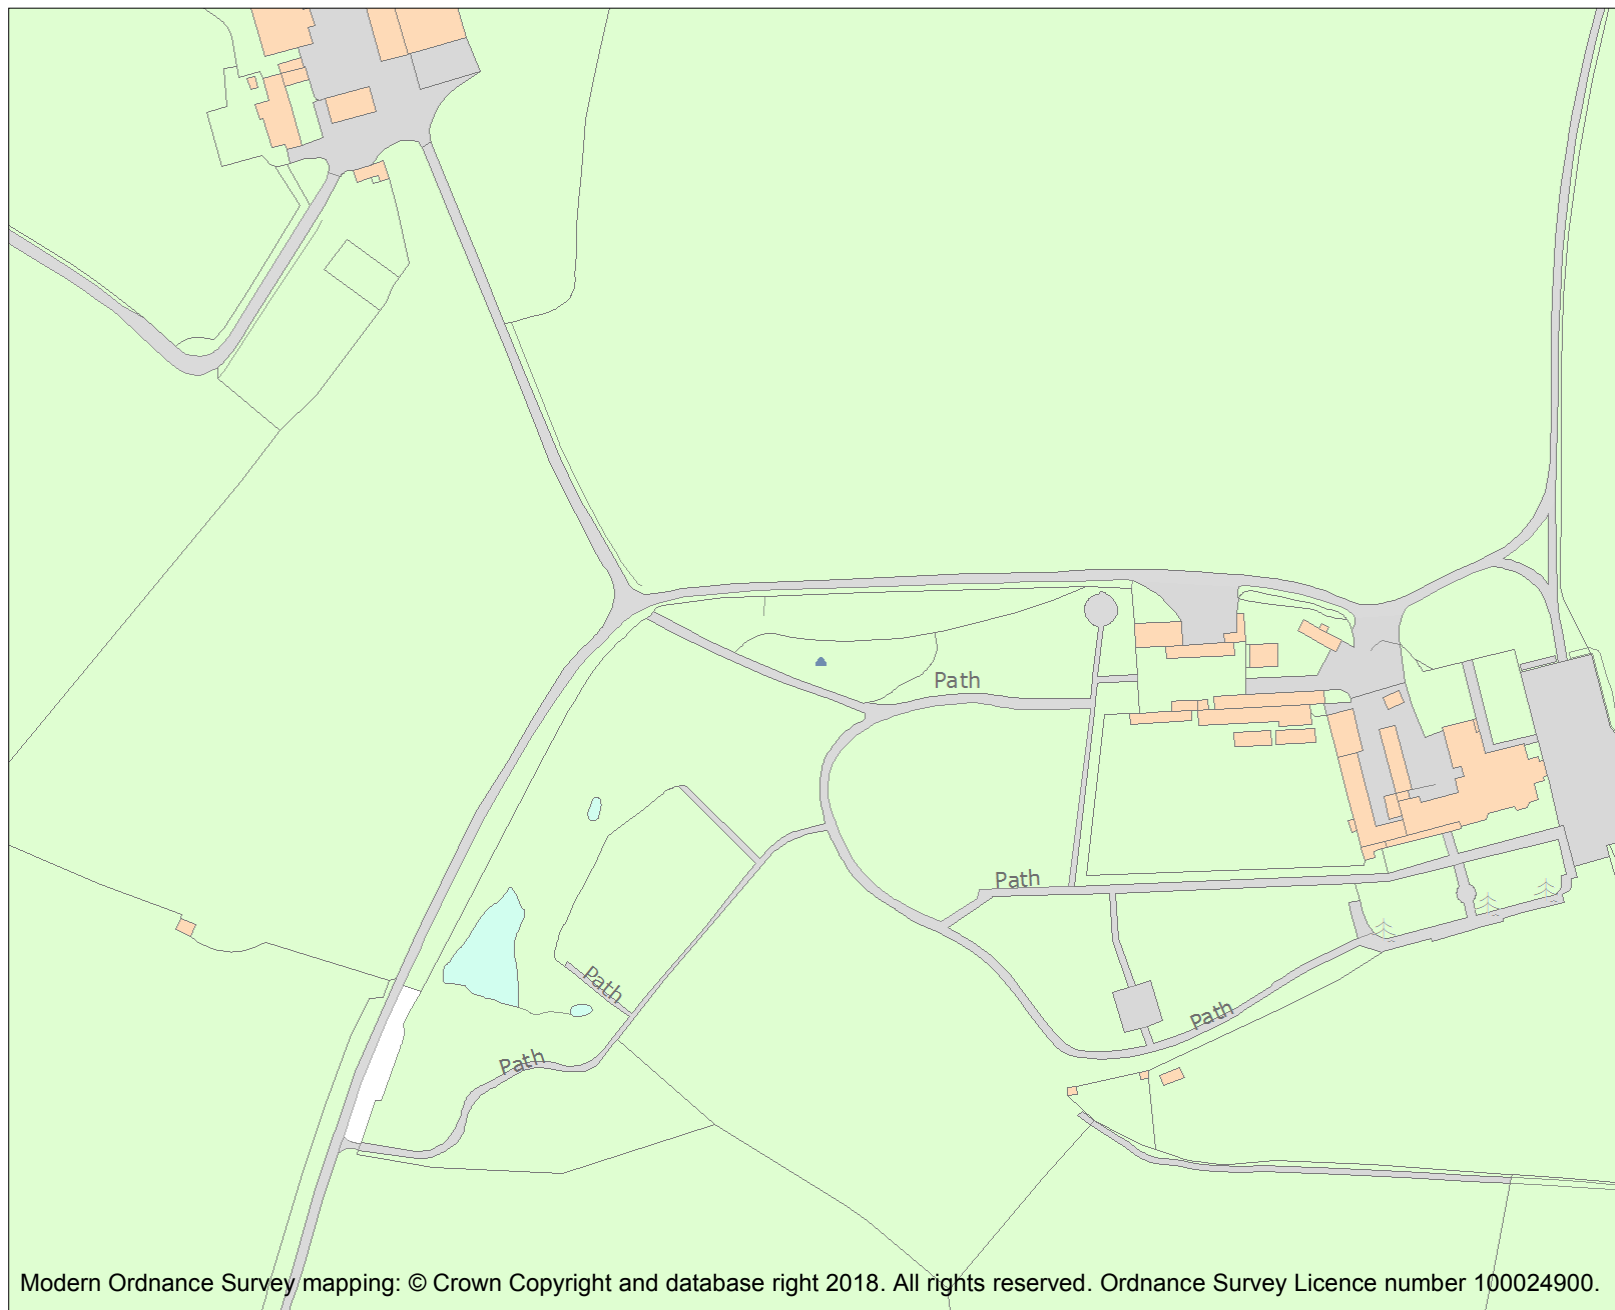 Path
Path
Path
Path
Path
Modern Ordnance Survey mapping: © Crown Copyright and database right 2018. All rights reserved. Ordnance Survey Licence number 100024900.